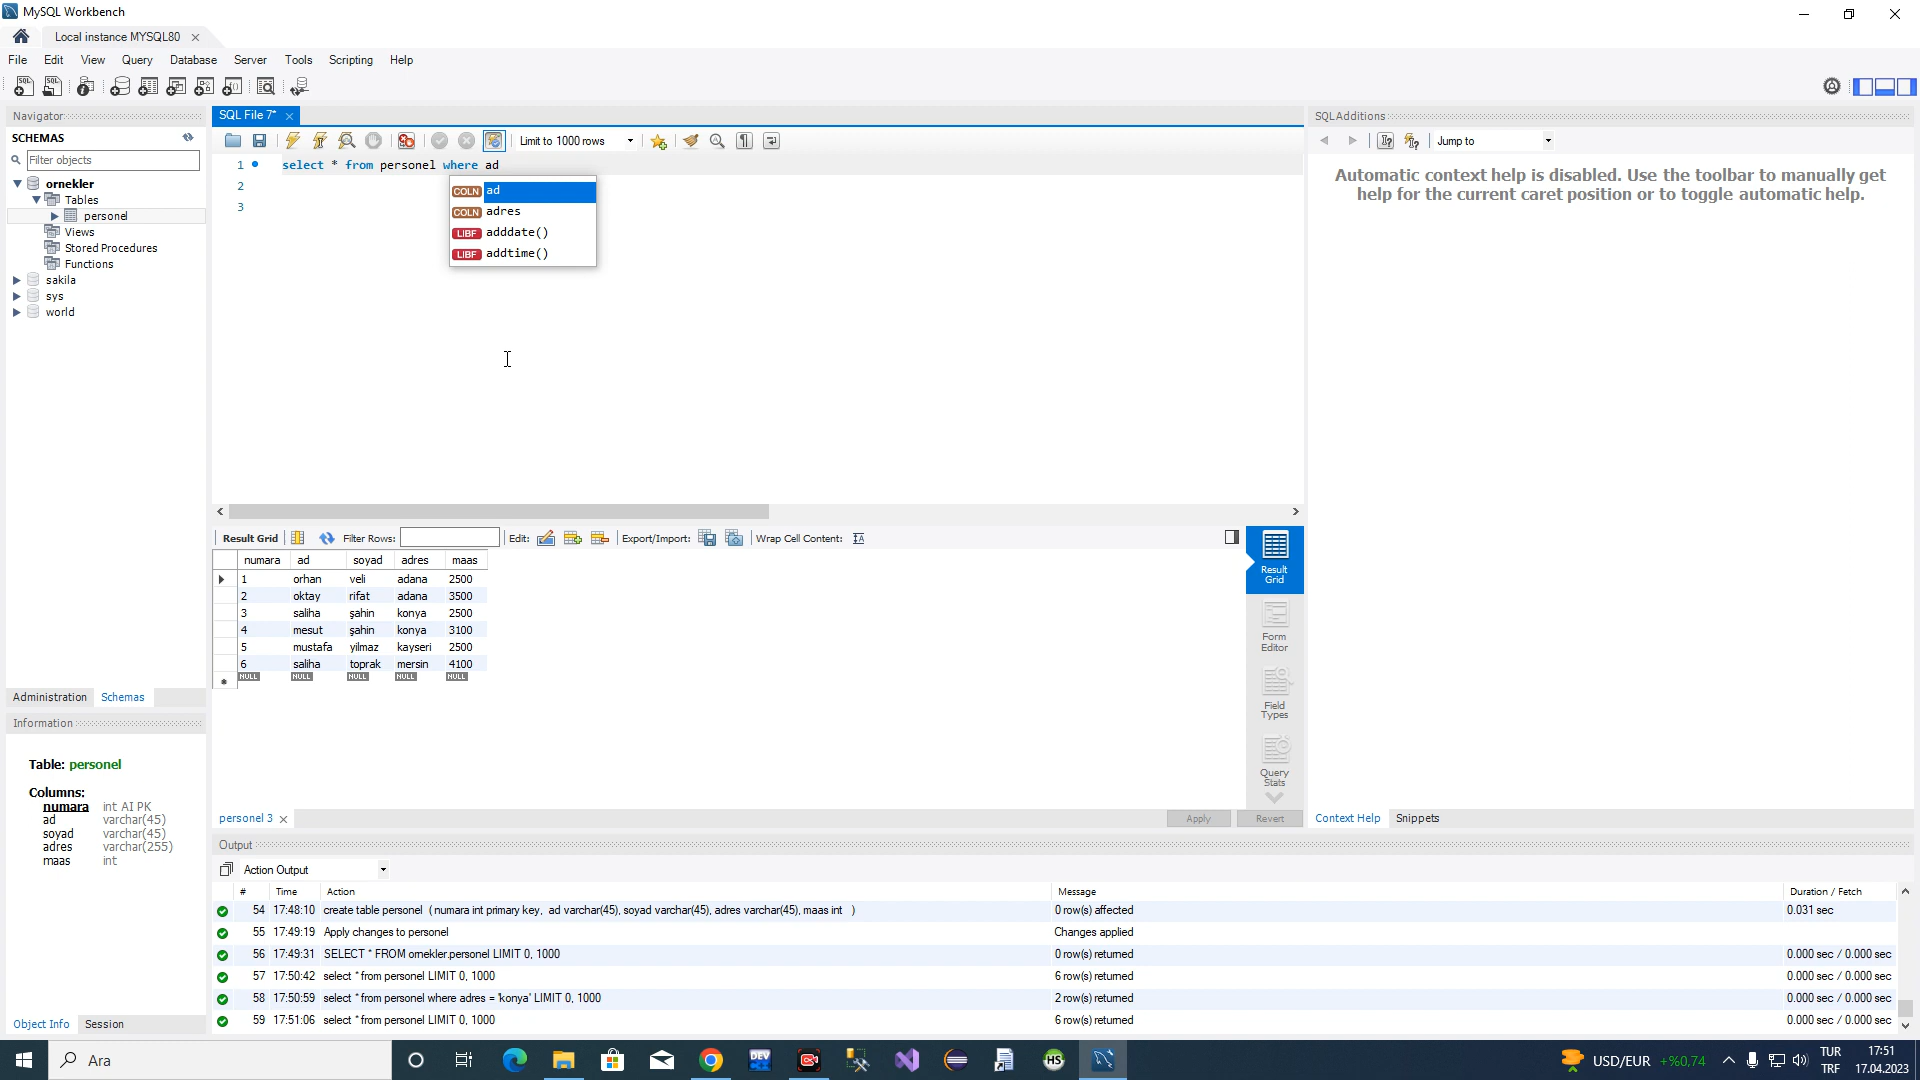 MySQL Workbench
Local instance MYSQL80
File Edit View Query Database Server Tools Scripting Help
Navigator
SCHEMAS
Filter objects
ornekler
Tables
personel
Views
Stored Procedures
Functions
sakila
sys
world
Administration Schemas
Information
Table: personel
Columns:
numara int AI PK
ad varchar(45)
soyad varchar(45)
adres varchar(255)
maas int
Object Info Session
SQL File 7*
Limit to 1000 rows
1 select * from personel where ad
2
3
COLN ad
COLN adres
LIBF adddate()
LIBF addtime()
Result Grid Filter Rows: Edit: Export/Import: Wrap Cell Content:
numara ad soyad adres maas
1 orhan veli adana 2500
2 oktay rifat adana 3500
3 saliha şahin konya 2500
4 mesut şahin konya 3100
5 mustafa yilmaz kayseri 2500
6 saliha toprak mersin 4100
NULL NULL NULL NULL NULL
Result Grid
Form Editor
Field Types
Query Stats
personel 3
Apply Revert
SQLAdditions
Jump to
Automatic context help is disabled. Use the toolbar to manually get
help for the current caret position or to toggle automatic help.
Context Help Snippets
Output
Action Output
# Time Action Message Duration / Fetch
54 17:48:10 create table personel ( numara int primary key, ad varchar(45), soyad varchar(45), adres varchar(45), maas int ) 0 row(s) affected 0.031 sec
55 17:49:19 Apply changes to personel Changes applied
56 17:49:31 SELECT * FROM ornekler.personel LIMIT 0, 1000 0 row(s) returned 0.000 sec / 0.000 sec
57 17:50:42 select * from personel LIMIT 0, 1000 6 row(s) returned 0.000 sec / 0.000 sec
58 17:50:59 select * from personel where adres = 'konya' LIMIT 0, 1000 2 row(s) returned 0.000 sec / 0.000 sec
59 17:51:06 select * from personel LIMIT 0, 1000 6 row(s) returned 0.000 sec / 0.000 sec
Ara
DEV
HS
USD/EUR +%0,74
TUR
TRF
17:51
17.04.2023